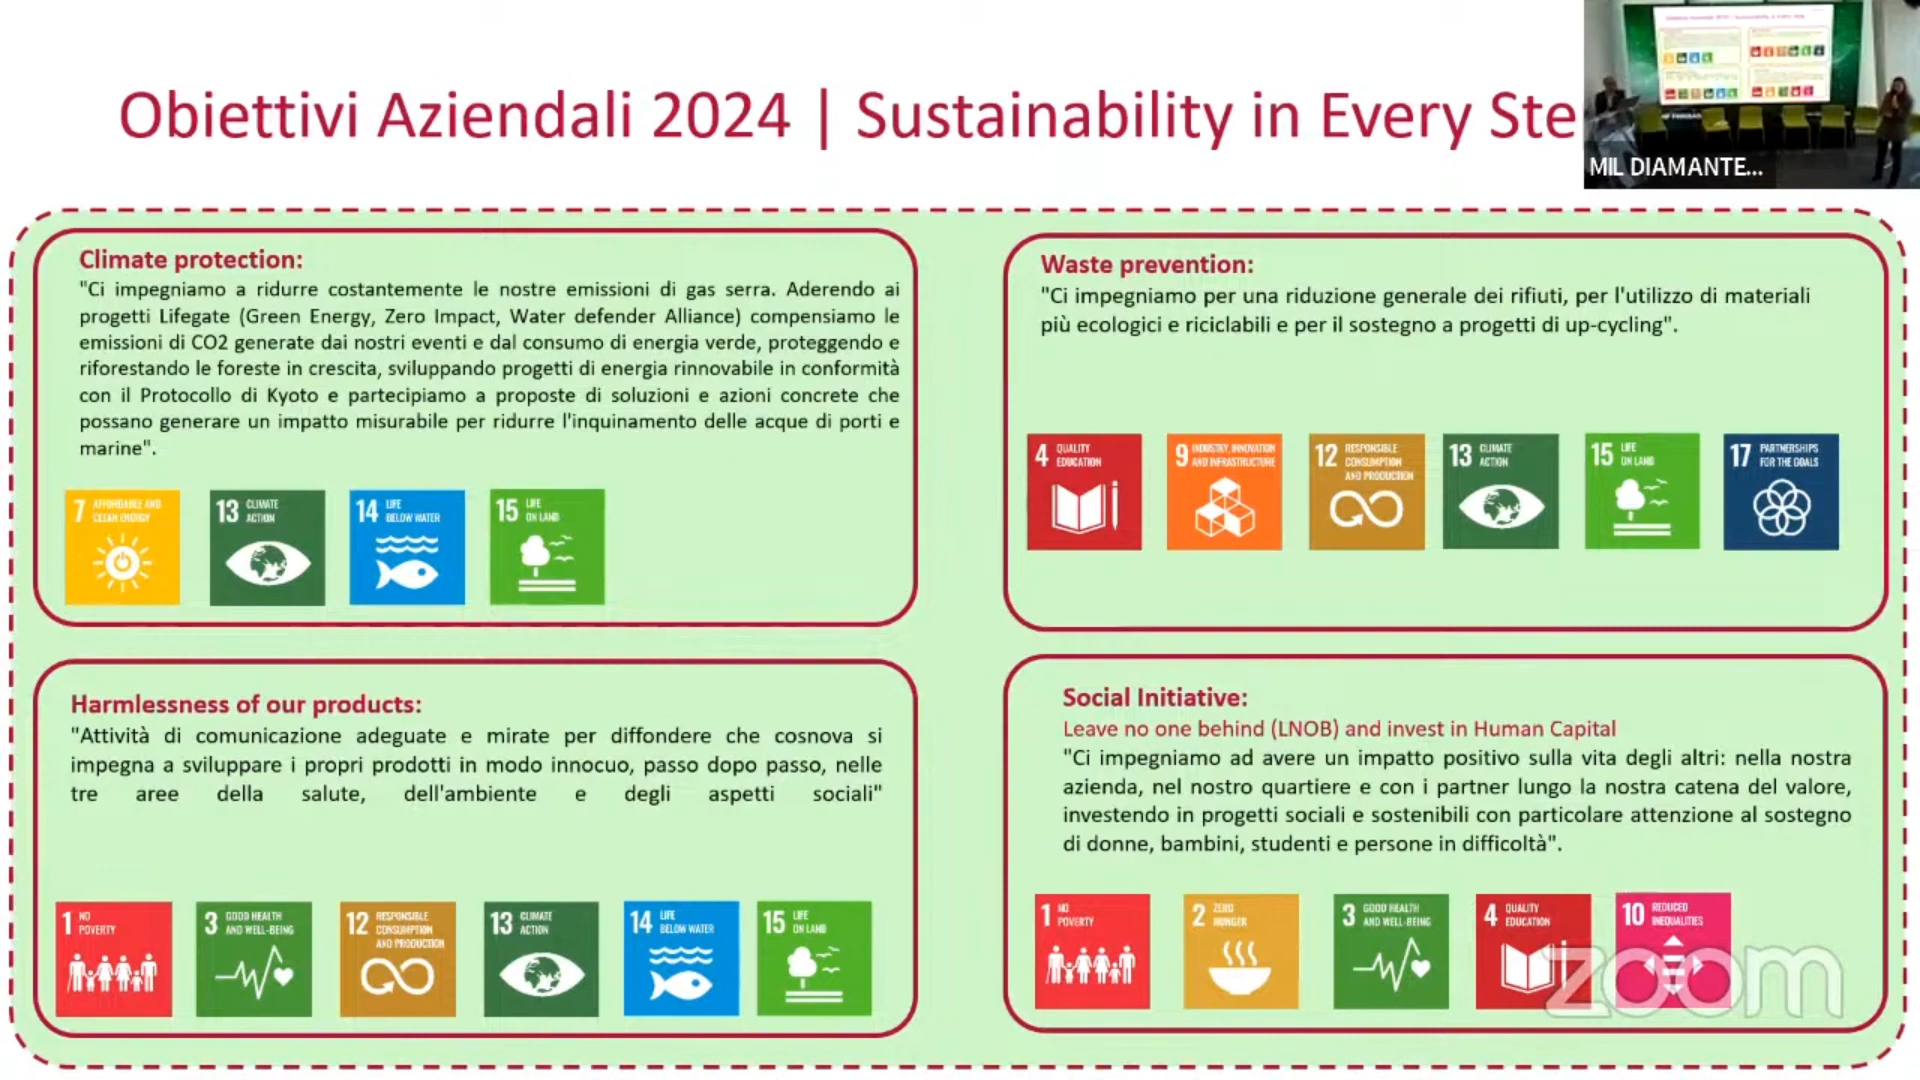 Obiettivi Aziendali 2024 | Sustainability in Every Ste
MIL DIAMANTE...
Climate protection:
"Ci impegniamo a ridurre costantemente le nostre emissioni di gas serra. Aderendo ai
progetti Lifegate (Green Energy, Zero Impact, Water defender Alliance) compensiamo le
emissioni di CO2 generate dai nostri eventi e dal consumo di energia verde, proteggendo e
riforestando le foreste in crescita, sviluppando progetti di energia rinnovabile in conformità
con il Protocollo di Kyoto e partecipiamo a proposte di soluzioni e azioni concrete che
possano generare un impatto misurabile per ridurre l'inquinamento delle acque di porti e
marine".
7 AFFORDABLE AND
CLEAN ENERGY
13 CLIMATE
ACTION
14 LIFE
BELOW WATER
15 LIFE
ON LAND
Waste prevention:
"Ci impegniamo per una riduzione generale dei rifiuti, per l'utilizzo di materiali
più ecologici e riciclabili e per il sostegno a progetti di up-cycling".
4 QUALITY
EDUCATION
9 INDUSTRY, INNOVATION
AND INFRASTRUCTURE
12 RESPONSIBLE
CONSUMPTION
AND PRODUCTION
13 CLIMATE
ACTION
15 LIFE
ON LAND
17 PARTNERSHIPS
FOR THE GOALS
Harmlessness of our products:
"Attività di comunicazione adeguate e mirate per diffondere che cosnova si
impegna a sviluppare i propri prodotti in modo innocuo, passo dopo passo, nelle
tre aree della salute, dell'ambiente e degli aspetti sociali"
1 NO
POVERTY
3 GOOD HEALTH
AND WELL-BEING
12 RESPONSIBLE
CONSUMPTION
AND PRODUCTION
13 CLIMATE
ACTION
14 LIFE
BELOW WATER
15 LIFE
ON LAND
Social Initiative:
Leave no one behind (LNOB) and invest in Human Capital
"Ci impegniamo ad avere un impatto positivo sulla vita degli altri: nella nostra
azienda, nel nostro quartiere e con i partner lungo la nostra catena del valore,
investendo in progetti sociali e sostenibili con particolare attenzione al sostegno
di donne, bambini, studenti e persone in difficoltà".
1 NO
POVERTY
2 ZERO
HUNGER
3 GOOD HEALTH
AND WELL-BEING
4 QUALITY
EDUCATION
10 REDUCED
INEQUALITIES
zoom